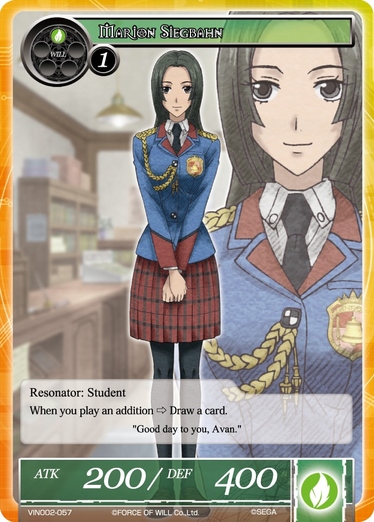 Marion Siegbahn
WILL
1
Resonator: Student
When you play an addition ⇨ Draw a card.
"Good day to you, Avan."
ATK 200 / DEF 400
VIN002-057 ©FORCE OF WILL Co.,Ltd. ©SEGA